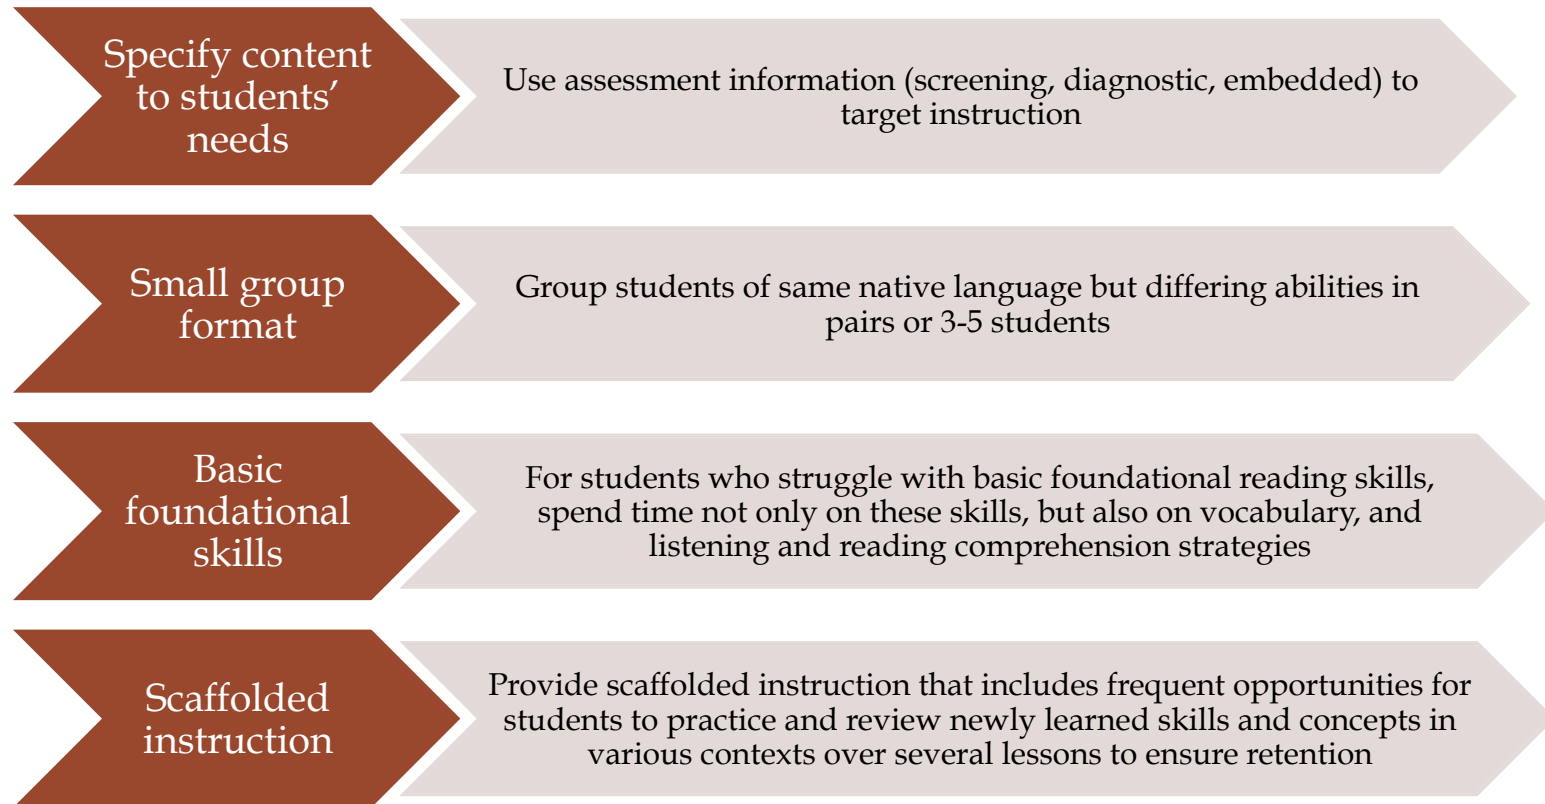 Specify content
to students’
needs
Use assessment information (screening, diagnostic, embedded) to
target instruction
Small group
format
Group students of same native language but differing abilities in
pairs or 3-5 students
Basic
foundational
skills
For students who struggle with basic foundational reading skills,
spend time not only on these skills, but also on vocabulary, and
listening and reading comprehension strategies
Scaffolded
instruction
Provide scaffolded instruction that includes frequent opportunities for
students to practice and review newly learned skills and concepts in
various contexts over several lessons to ensure retention